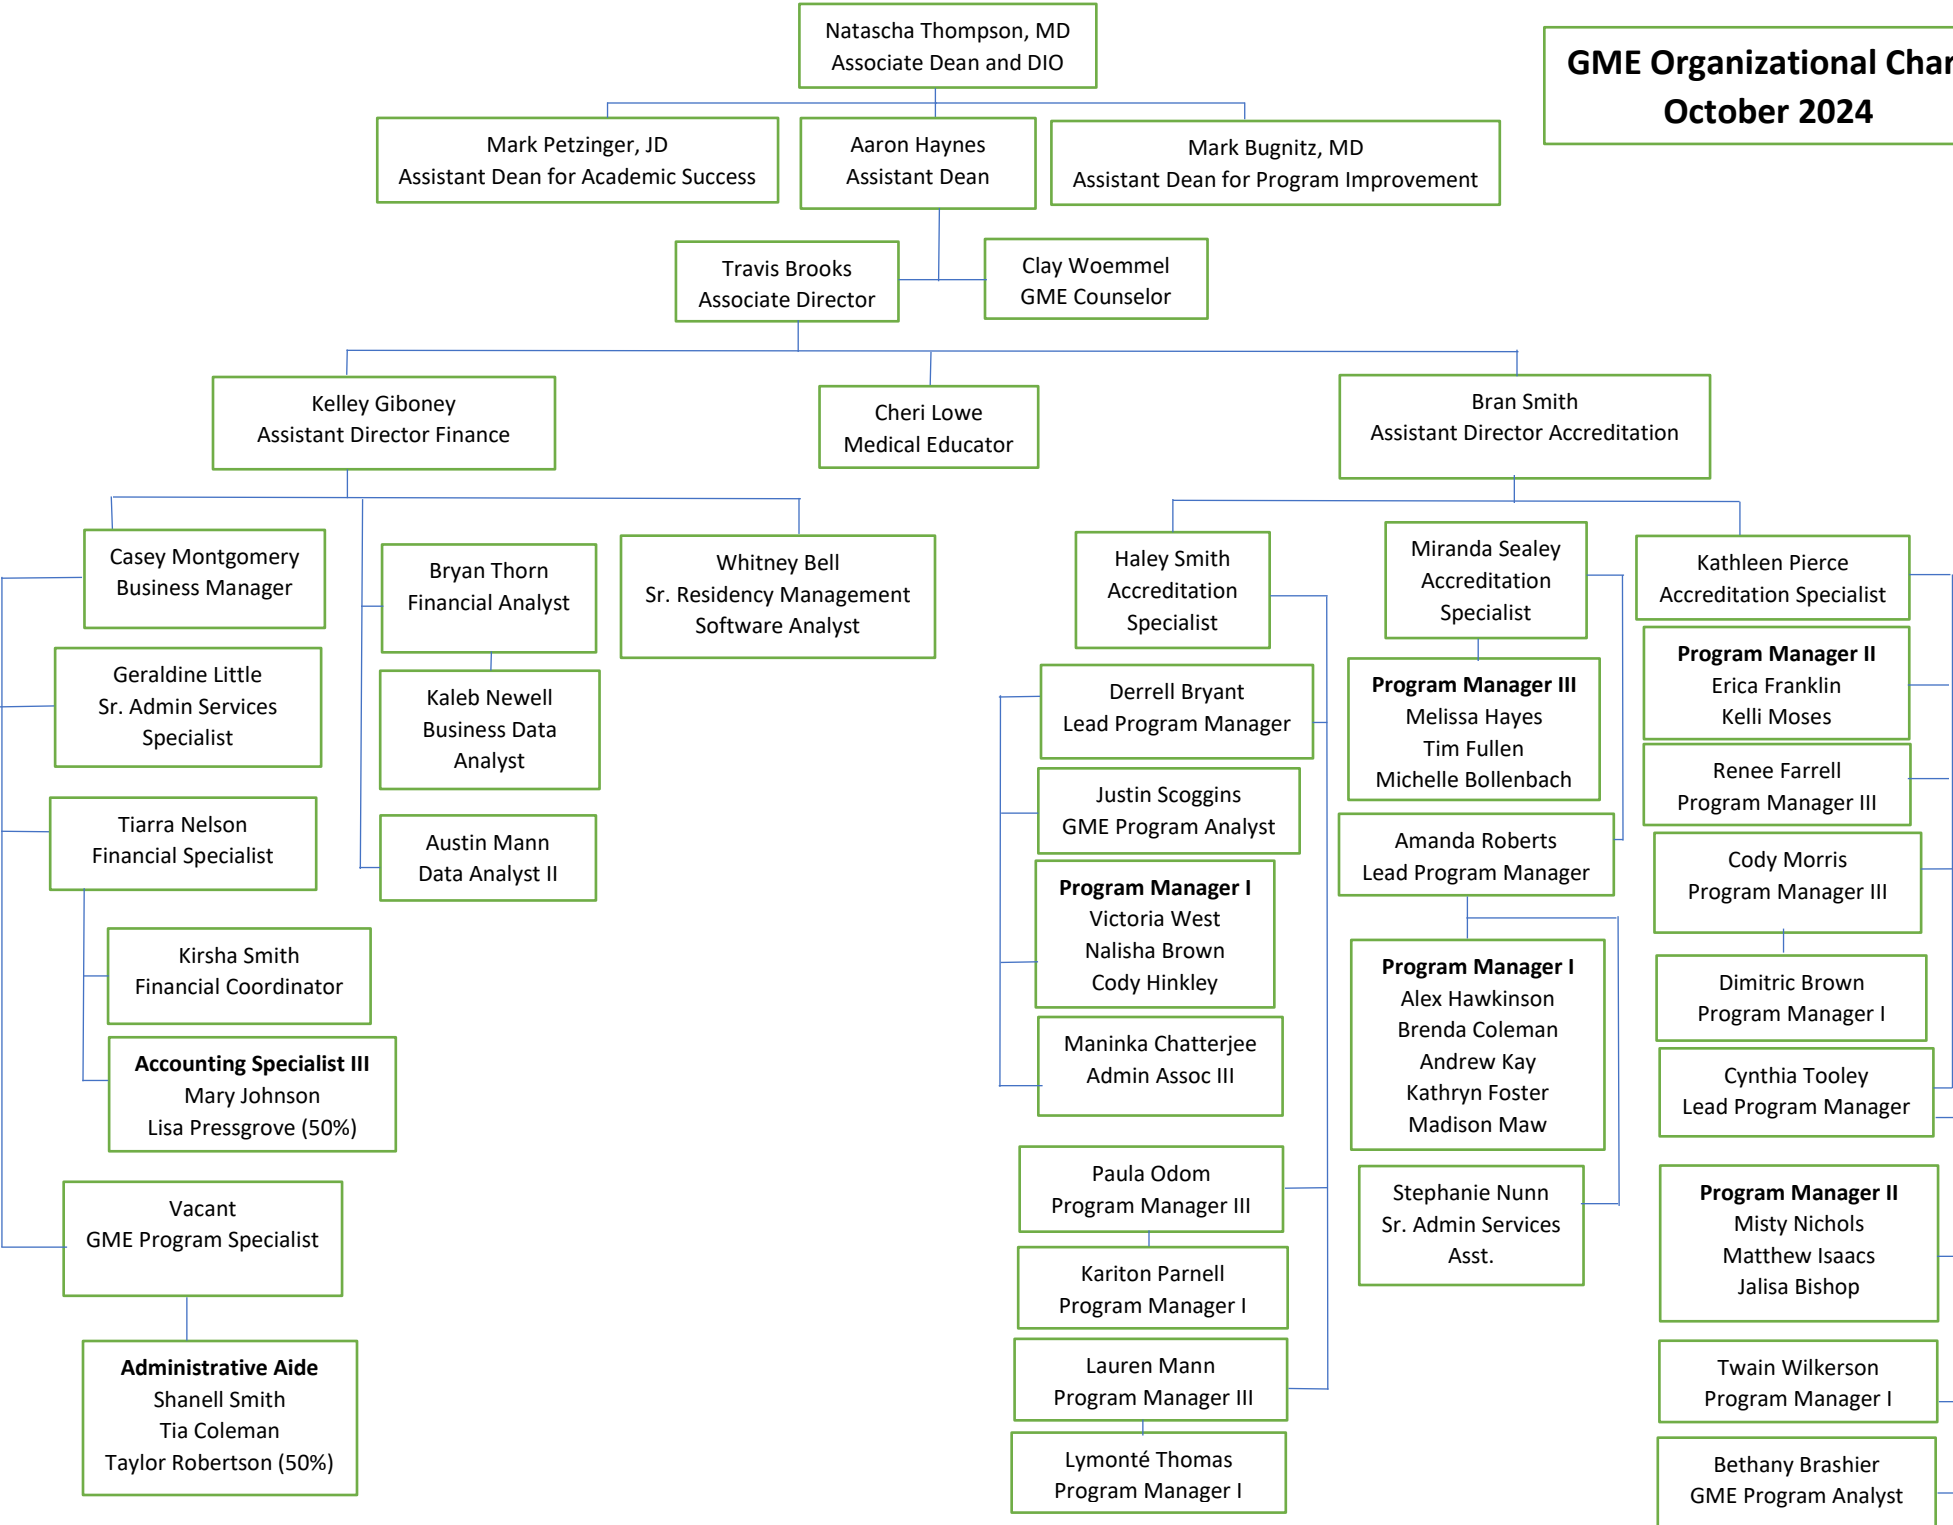 Natascha Thompson, MD
Associate Dean and DIO
GME Organizational Char
October 2024
Mark Petzinger, JD
Assistant Dean for Academic Success
Aaron Haynes
Assistant Dean
Mark Bugnitz, MD
Assistant Dean for Program Improvement
Travis Brooks
Associate Director
Clay Woemmel
GME Counselor
Kelley Giboney
Assistant Director Finance
Cheri Lowe
Medical Educator
Bran Smith
Assistant Director Accreditation
Casey Montgomery
Business Manager
Geraldine Little
Sr. Admin Services
Specialist
Tiarra Nelson
Financial Specialist
Kirsha Smith
Financial Coordinator
Accounting Specialist III
Mary Johnson
Lisa Pressgrove (50%)
Vacant
GME Program Specialist
Administrative Aide
Shanell Smith
Tia Coleman
Taylor Robertson (50%)
Bryan Thorn
Financial Analyst
Kaleb Newell
Business Data
Analyst
Austin Mann
Data Analyst II
Whitney Bell
Sr. Residency Management
Software Analyst
Haley Smith
Accreditation
Specialist
Derrell Bryant
Lead Program Manager
Justin Scoggins
GME Program Analyst
Program Manager I
Victoria West
Nalisha Brown
Cody Hinkley
Maninka Chatterjee
Admin Assoc III
Paula Odom
Program Manager III
Kariton Parnell
Program Manager I
Lauren Mann
Program Manager III
Lymonté Thomas
Program Manager I
Miranda Sealey
Accreditation
Specialist
Program Manager III
Melissa Hayes
Tim Fullen
Michelle Bollenbach
Amanda Roberts
Lead Program Manager
Program Manager I
Alex Hawkinson
Brenda Coleman
Andrew Kay
Kathryn Foster
Madison Maw
Stephanie Nunn
Sr. Admin Services
Asst.
Kathleen Pierce
Accreditation Specialist
Program Manager II
Erica Franklin
Kelli Moses
Renee Farrell
Program Manager III
Cody Morris
Program Manager III
Dimitric Brown
Program Manager I
Cynthia Tooley
Lead Program Manager
Program Manager II
Misty Nichols
Matthew Isaacs
Jalisa Bishop
Twain Wilkerson
Program Manager I
Bethany Brashier
GME Program Analyst